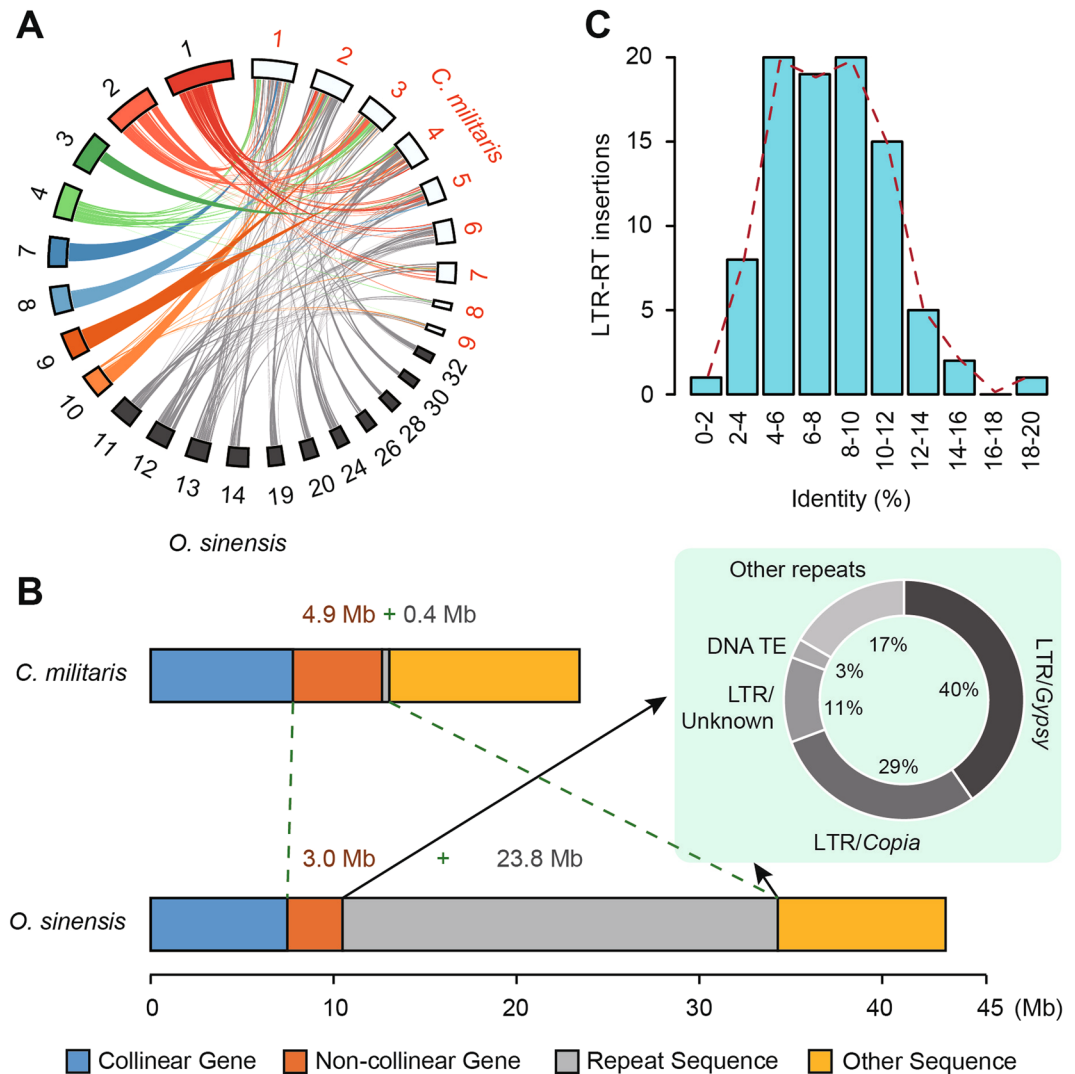 A
1
2
3
4
7
8
9
10
11
12
13
14
19
20
24
26
28
30
32
1
2
3
4
5
6
7
8
9
C. militaris
O. sinensis
C
20
15
10
5
0
LTR-RT insertions
0-2
2-4
4-6
6-8
8-10
10-12
12-14
14-16
16-18
18-20
Identity (%)
B
4.9 Mb + 0.4 Mb
C. militaris
3.0 Mb + 23.8 Mb
O. sinensis
0 10 20 30 40 45 (Mb)
Other repeats
DNA TE
LTR/
Unknown
LTR/Copia
LTR/Gypsy
17%
3%
11%
29%
40%
Collinear Gene Non-collinear Gene Repeat Sequence Other Sequence